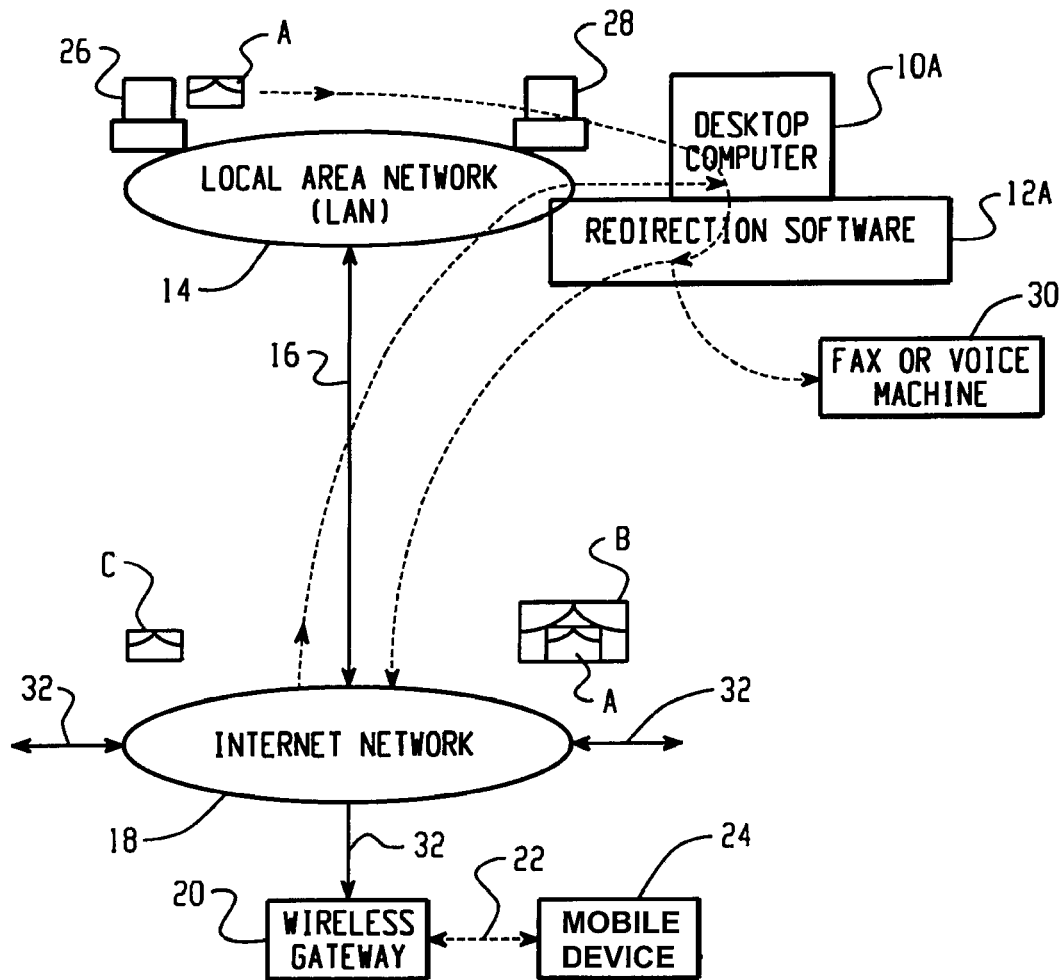 26
A
28
10A
DESKTOP
COMPUTER
LOCAL AREA NETWORK
(LAN)
12A
REDIRECTION SOFTWARE
14
30
16
FAX OR VOICE
MACHINE
C
B
A
32
32
INTERNET NETWORK
18
32
24
20
22
WIRELESS
GATEWAY
MOBILE
DEVICE